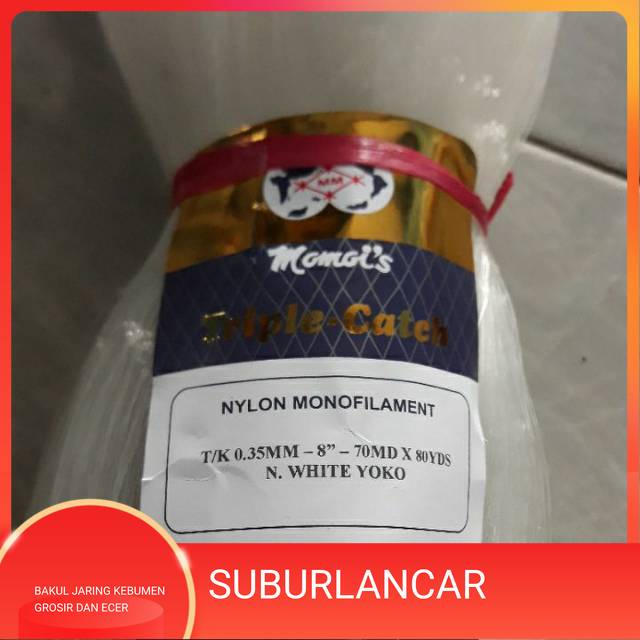 MM
Momoi's
Triple-Catch
NYLON MONOFILAMENT
T/K 0.35MM – 8” – 70MD X 80YDS
N. WHITE YOKO
BAKUL JARING KEBUMEN
GROSIR DAN ECER
SUBURLANCAR